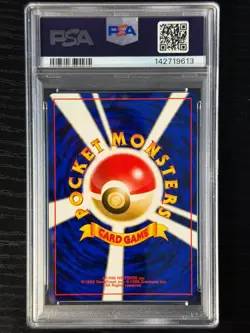 PSA
PSA
142719613
POCKET MONSTERS
CARD GAME